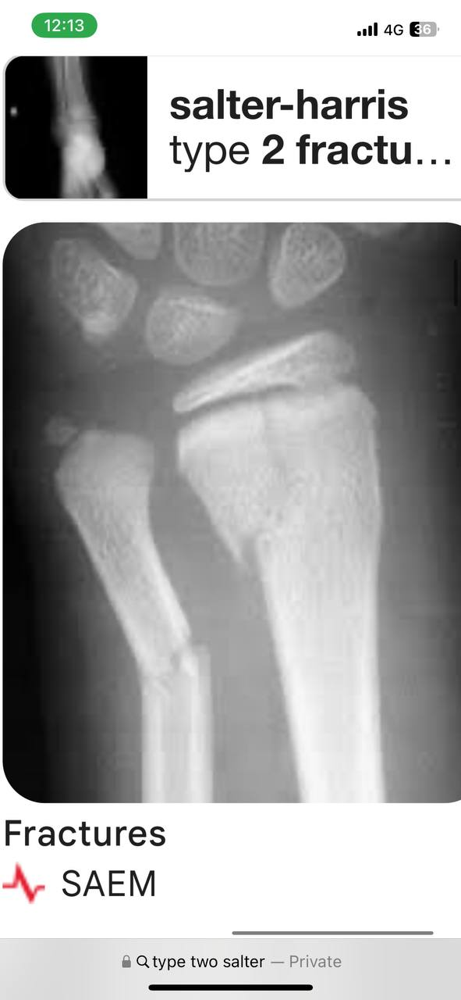 12:13
4G
36
salter-harris
type 2 fractu...
Fractures
SAEM
type two salter — Private